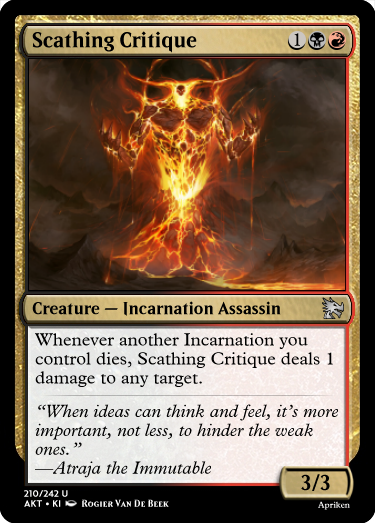 Scathing Critique 1
Creature — Incarnation Assassin
Whenever another Incarnation you
control dies, Scathing Critique deals 1
damage to any target.
“When ideas can think and feel, it’s more
important, not less, to hinder the weak
ones.”
—Atraja the Immutable
3/3
210/242 U
AKT • KI Rogier Van De Beek
Apriken